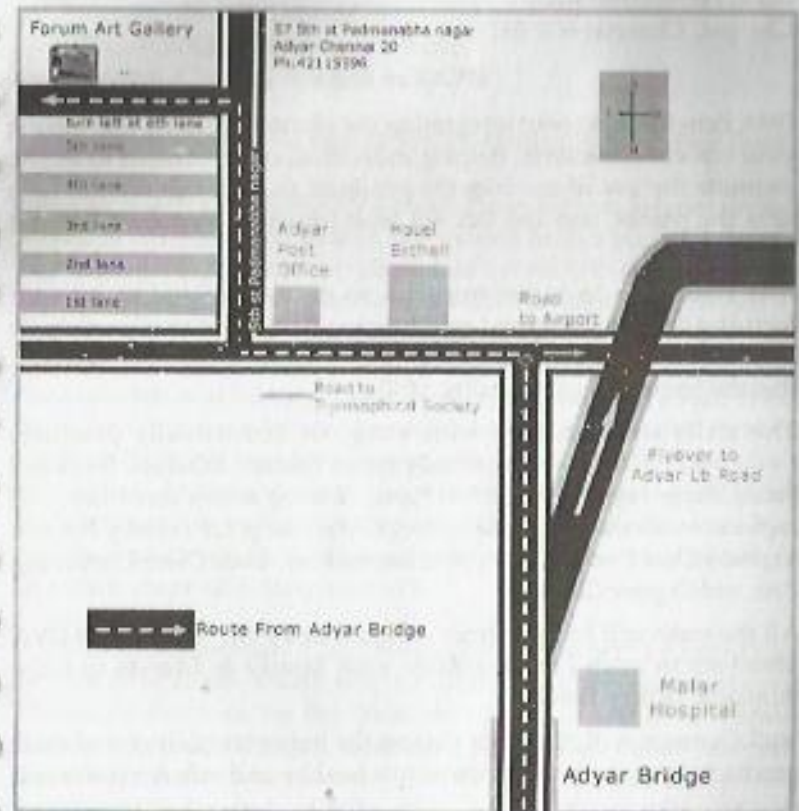 Forum Art Gallery
57 5th st Padmanabha nagar
Adyar Chennai 20
Ph:42115596
turn left at 6th lane
5th lane
4th lane
3rd lane
2nd lane
1st lane
5th st Padmanabha nagar
Adyar
Post
Office
Hotel
Road
to Airport
Road to
Society
Flyover to
Adyar Lb Road
Route From Adyar Bridge
Malar
Hospital
Adyar Bridge